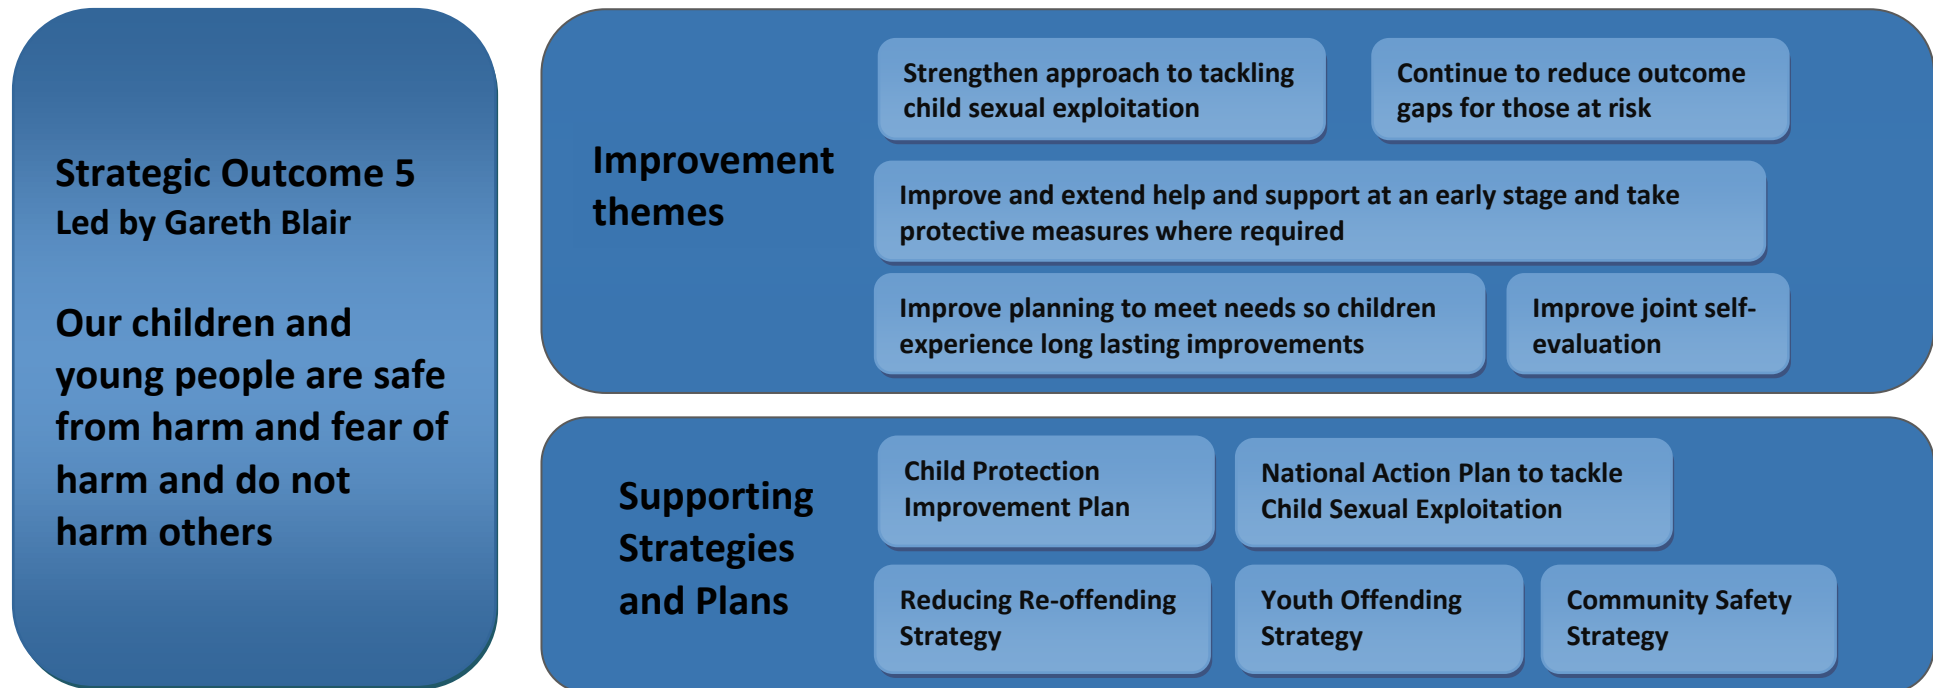 Strategic Outcome 5
Led by Gareth Blair
Our children and
young people are safe
from harm and fear of
harm and do not
harm others
Improvement
themes
Strengthen approach to tackling
child sexual exploitation
Continue to reduce outcome
gaps for those at risk
Improve and extend help and support at an early stage and take
protective measures where required
Improve planning to meet needs so children
experience long lasting improvements
Improve joint self-
evaluation
Supporting
Strategies
and Plans
Child Protection
Improvement Plan
National Action Plan to tackle
Child Sexual Exploitation
Reducing Re-offending
Strategy
Youth Offending
Strategy
Community Safety
Strategy